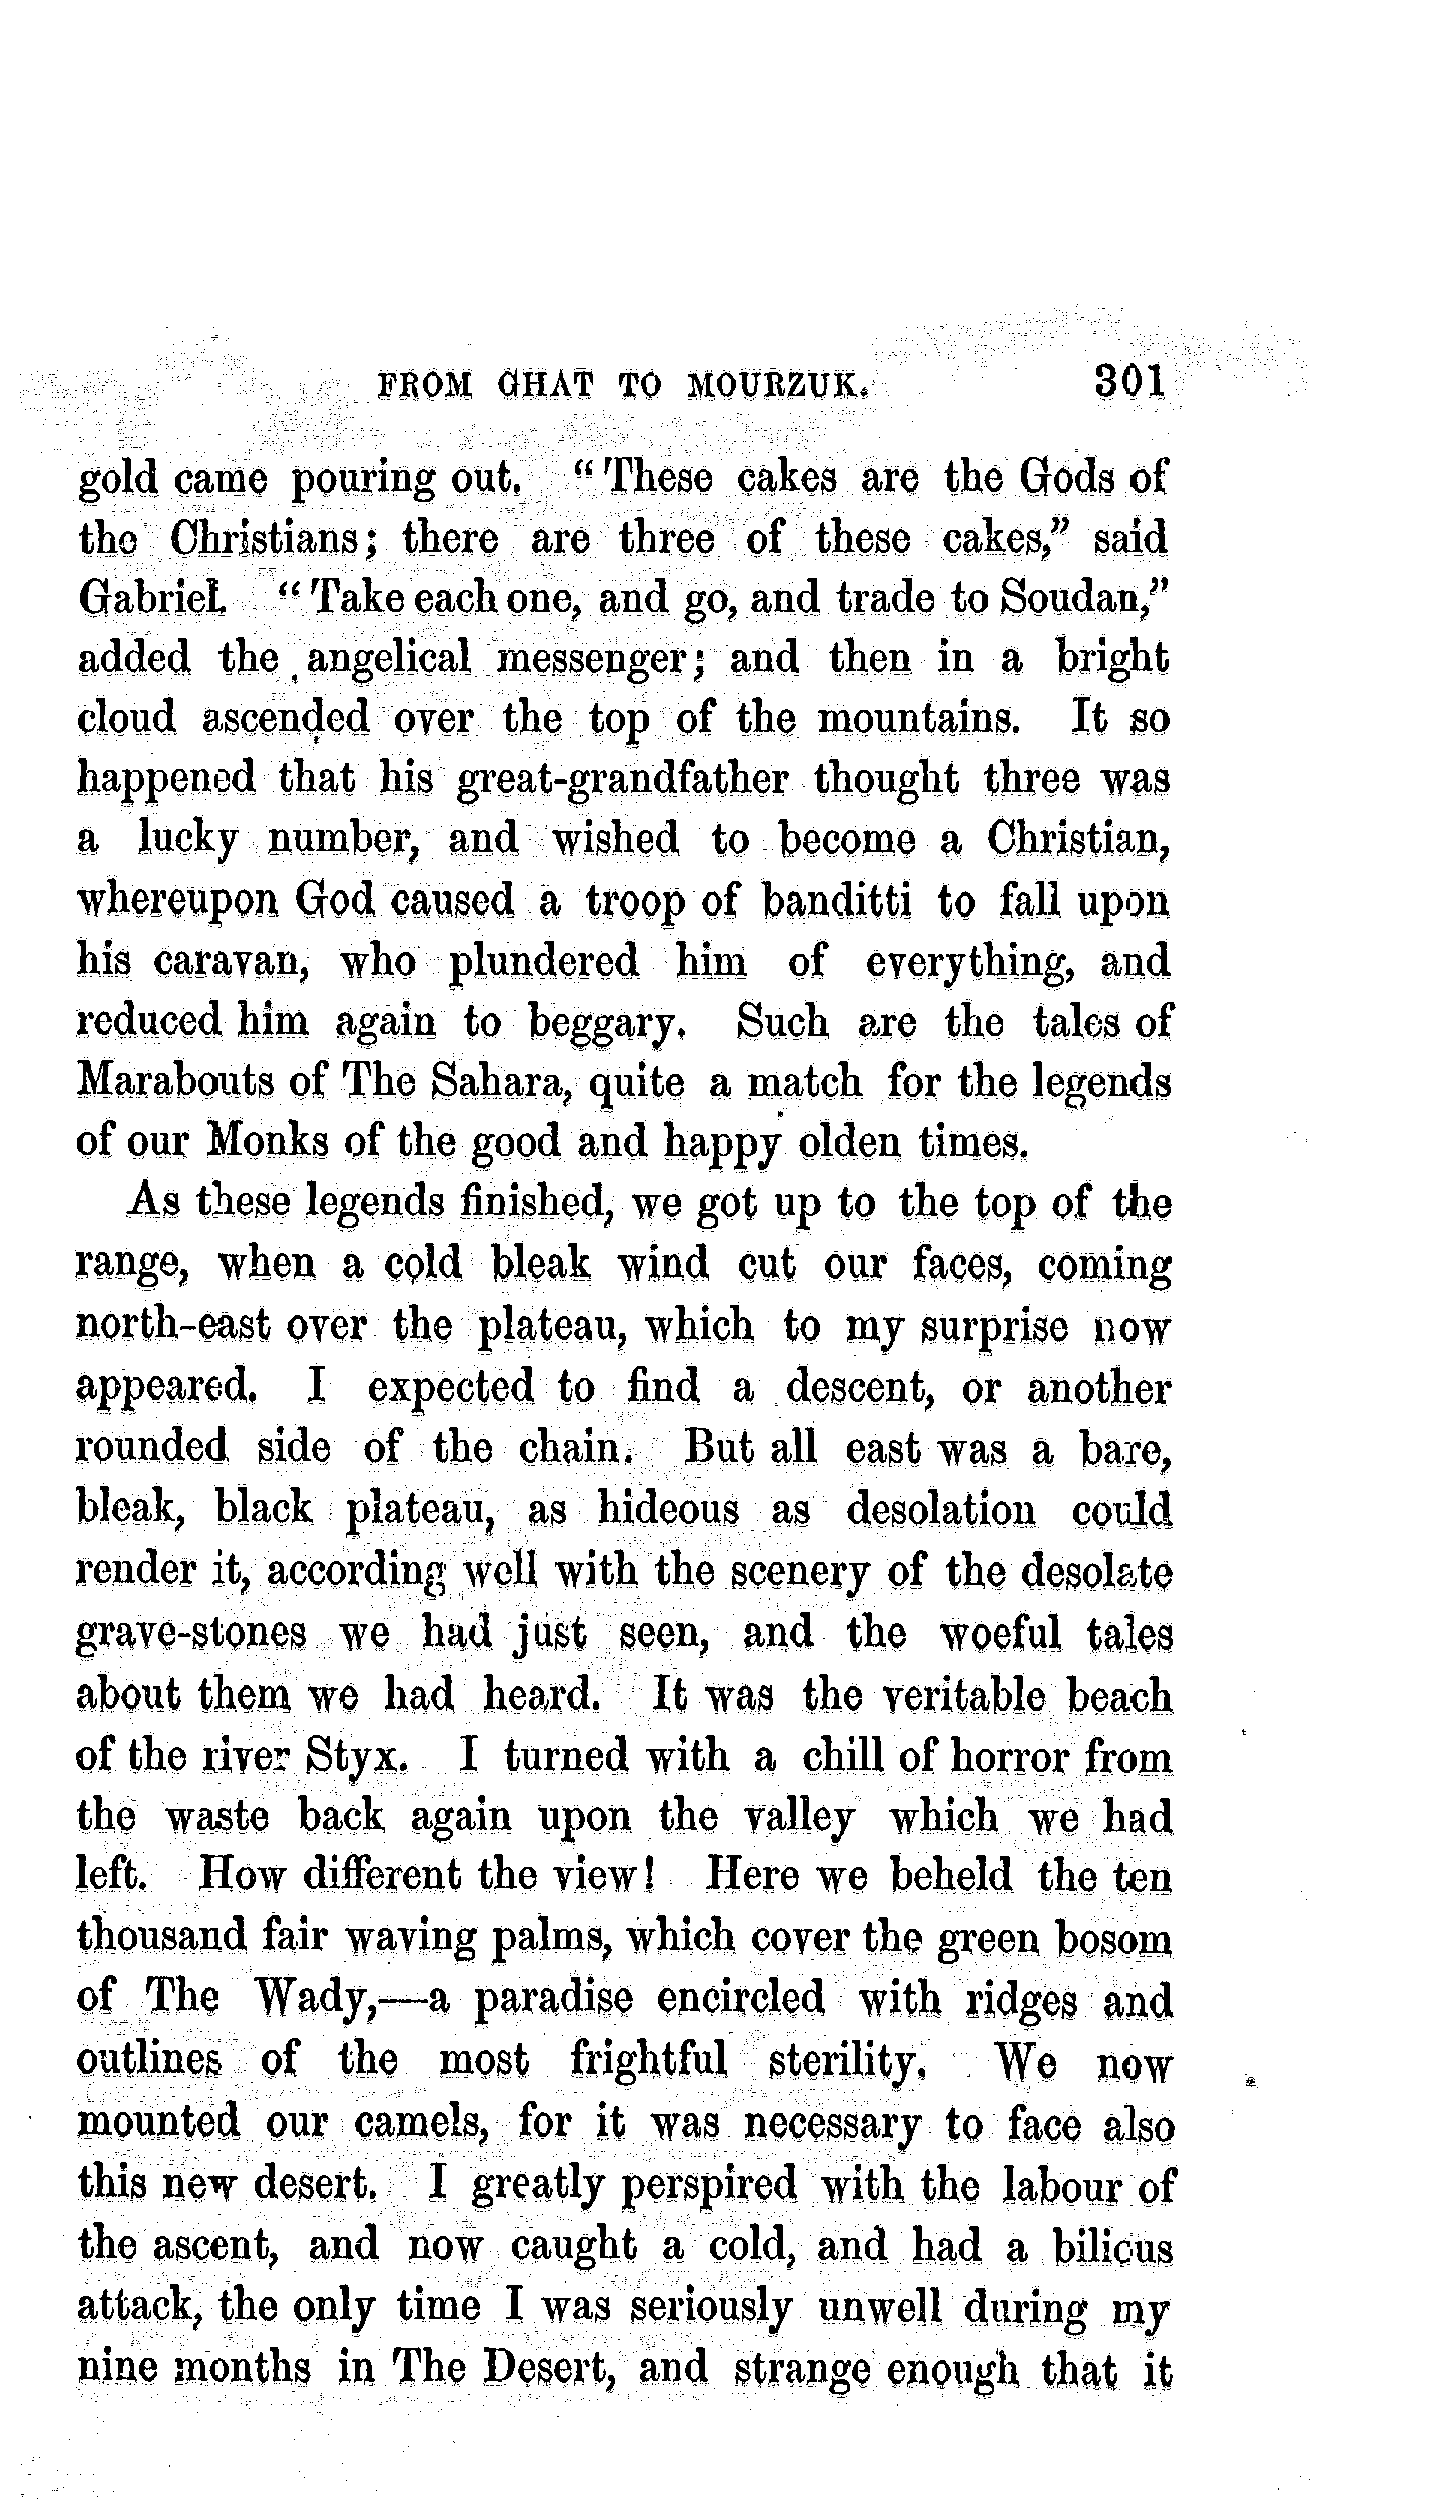 FROM GHAT TO MOURZUK. 301
gold came pouring out. “These cakes are the Gods of
the Christians; there are three of these cakes,” said
Gabriel. “Take each one, and go, and trade to Soudan,”
added the angelical messenger; and then in a bright
cloud ascended over the top of the mountains. It so
happened that his great-grandfather thought three was
a lucky number, and wished to become a Christian,
whereupon God caused a troop of banditti to fall upon
his caravan, who plundered him of everything, and
reduced him again to beggary. Such are the tales of
Marabouts of The Sahara, quite a match for the legends
of our Monks of the good and happy olden times.
As these legends finished, we got up to the top of the
range, when a cold bleak wind cut our faces, coming
north-east over the plateau, which to my surprise now
appeared. I expected to find a descent, or another
rounded side of the chain. But all east was a bare,
bleak, black plateau, as hideous as desolation could
render it, according well with the scenery of the desolate
grave-stones we had just seen, and the woeful tales
about them we had heard. It was the veritable beach
of the river Styx. I turned with a chill of horror from
the waste back again upon the valley which we had
left. How different the view! Here we beheld the ten
thousand fair waving palms, which cover the green bosom
of The Wady,—a paradise encircled with ridges and
outlines of the most frightful sterility. We now
mounted our camels, for it was necessary to face also
this new desert. I greatly perspired with the labour of
the ascent, and now caught a cold, and had a bilious
attack, the only time I was seriously unwell during my
nine months in The Desert, and strange enough that it